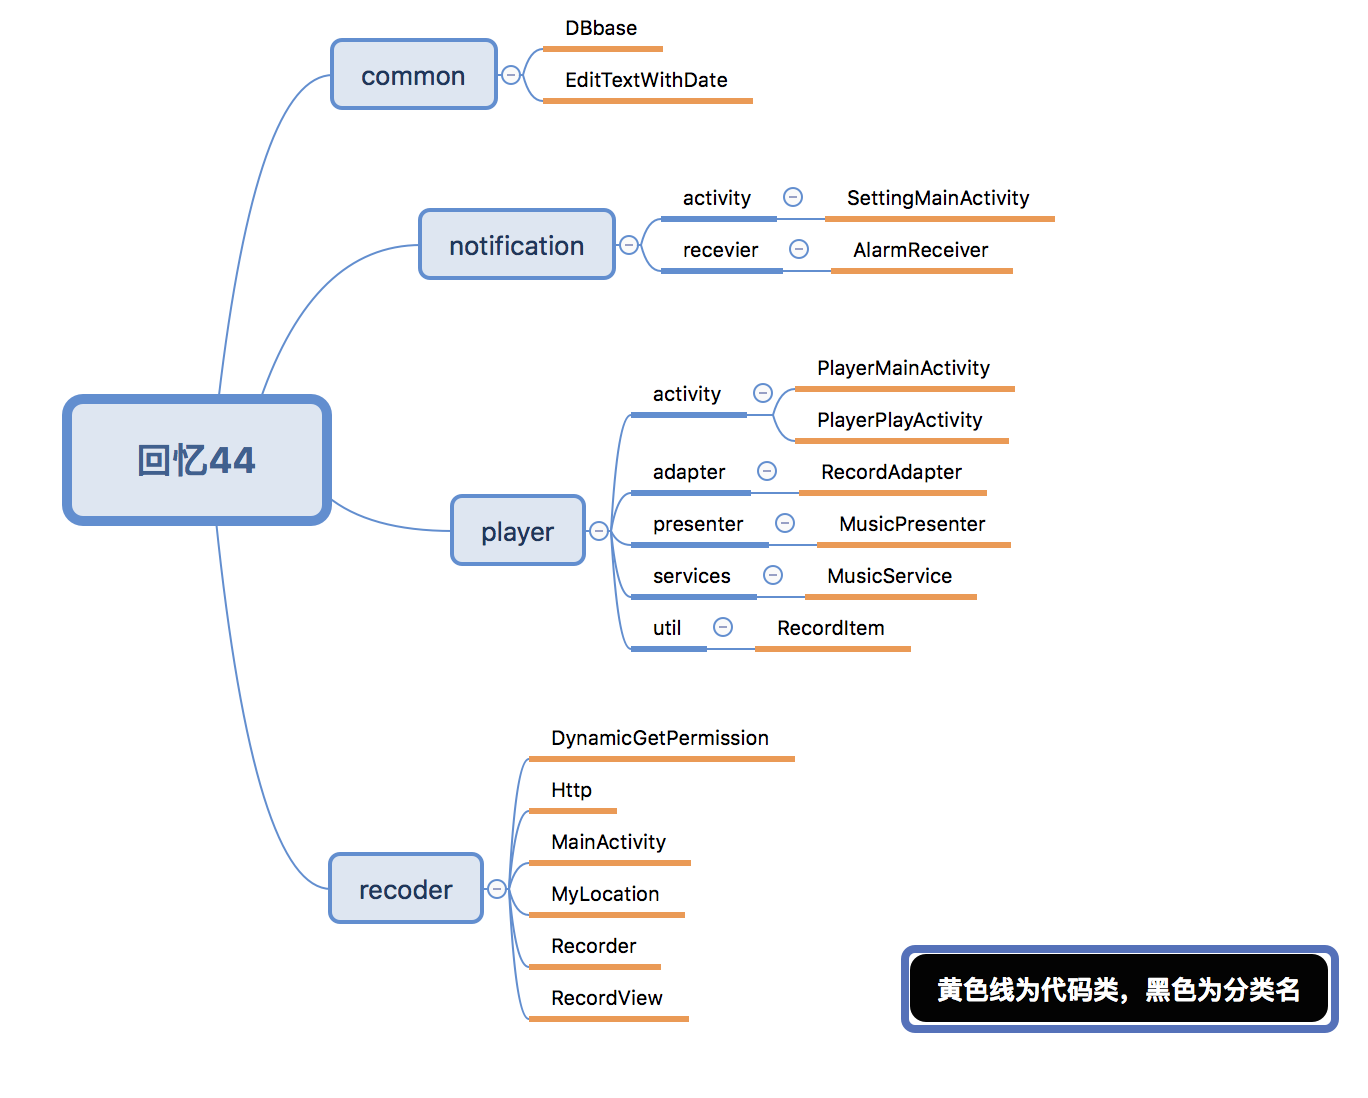 回忆44
common
DBbase
EditTextWithDate
notification
activity
SettingMainActivity
recevier
AlarmReceiver
player
activity
PlayerMainActivity
PlayerPlayActivity
adapter
RecordAdapter
presenter
MusicPresenter
services
MusicService
util
RecordItem
recoder
DynamicGetPermission
Http
MainActivity
MyLocation
Recorder
RecordView
黄色线为代码类，黑色为分类名